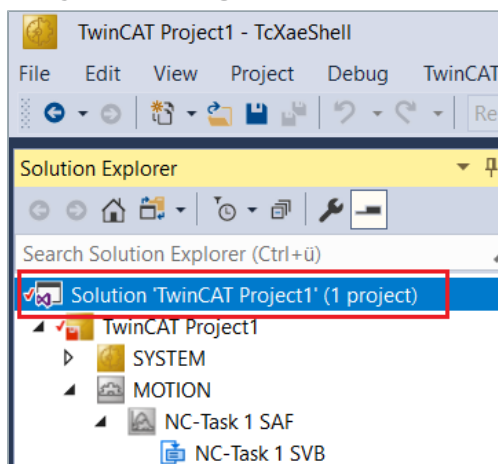 TwinCAT Project1 - TcXaeShell
File Edit View Project Debug TwinCAT
Re
Solution Explorer
Search Solution Explorer (Ctrl+ü)
Solution 'TwinCAT Project1' (1 project)
TwinCAT Project1
SYSTEM
MOTION
NC-Task 1 SAF
NC-Task 1 SVB